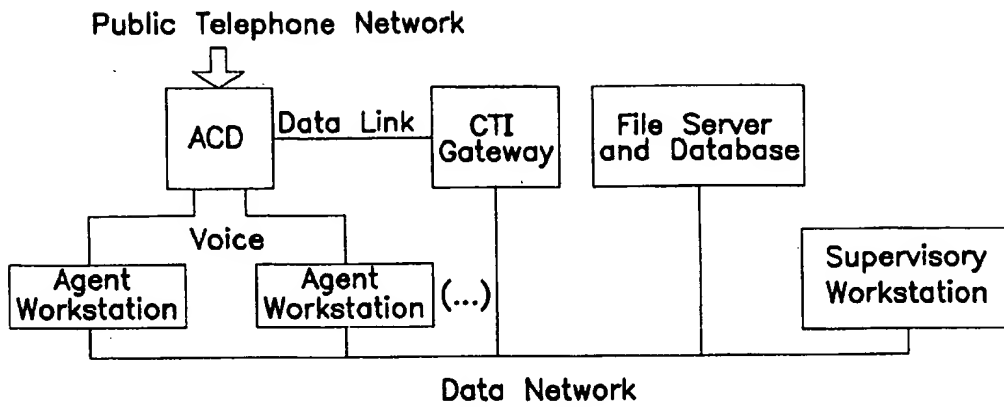 Public Telephone Network
ACD
Data Link
CTI
Gateway
File Server
and Database
Voice
Agent
Workstation
Agent
Workstation
(...)
Supervisory
Workstation
Data Network